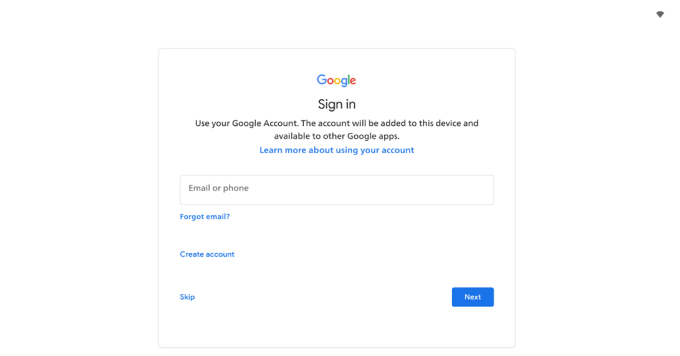 Google
Sign in
Use your Google Account. The account will be added to this device and
available to other Google apps.
Learn more about using your account
Email or phone
Forgot email?
Create account
Skip
Next